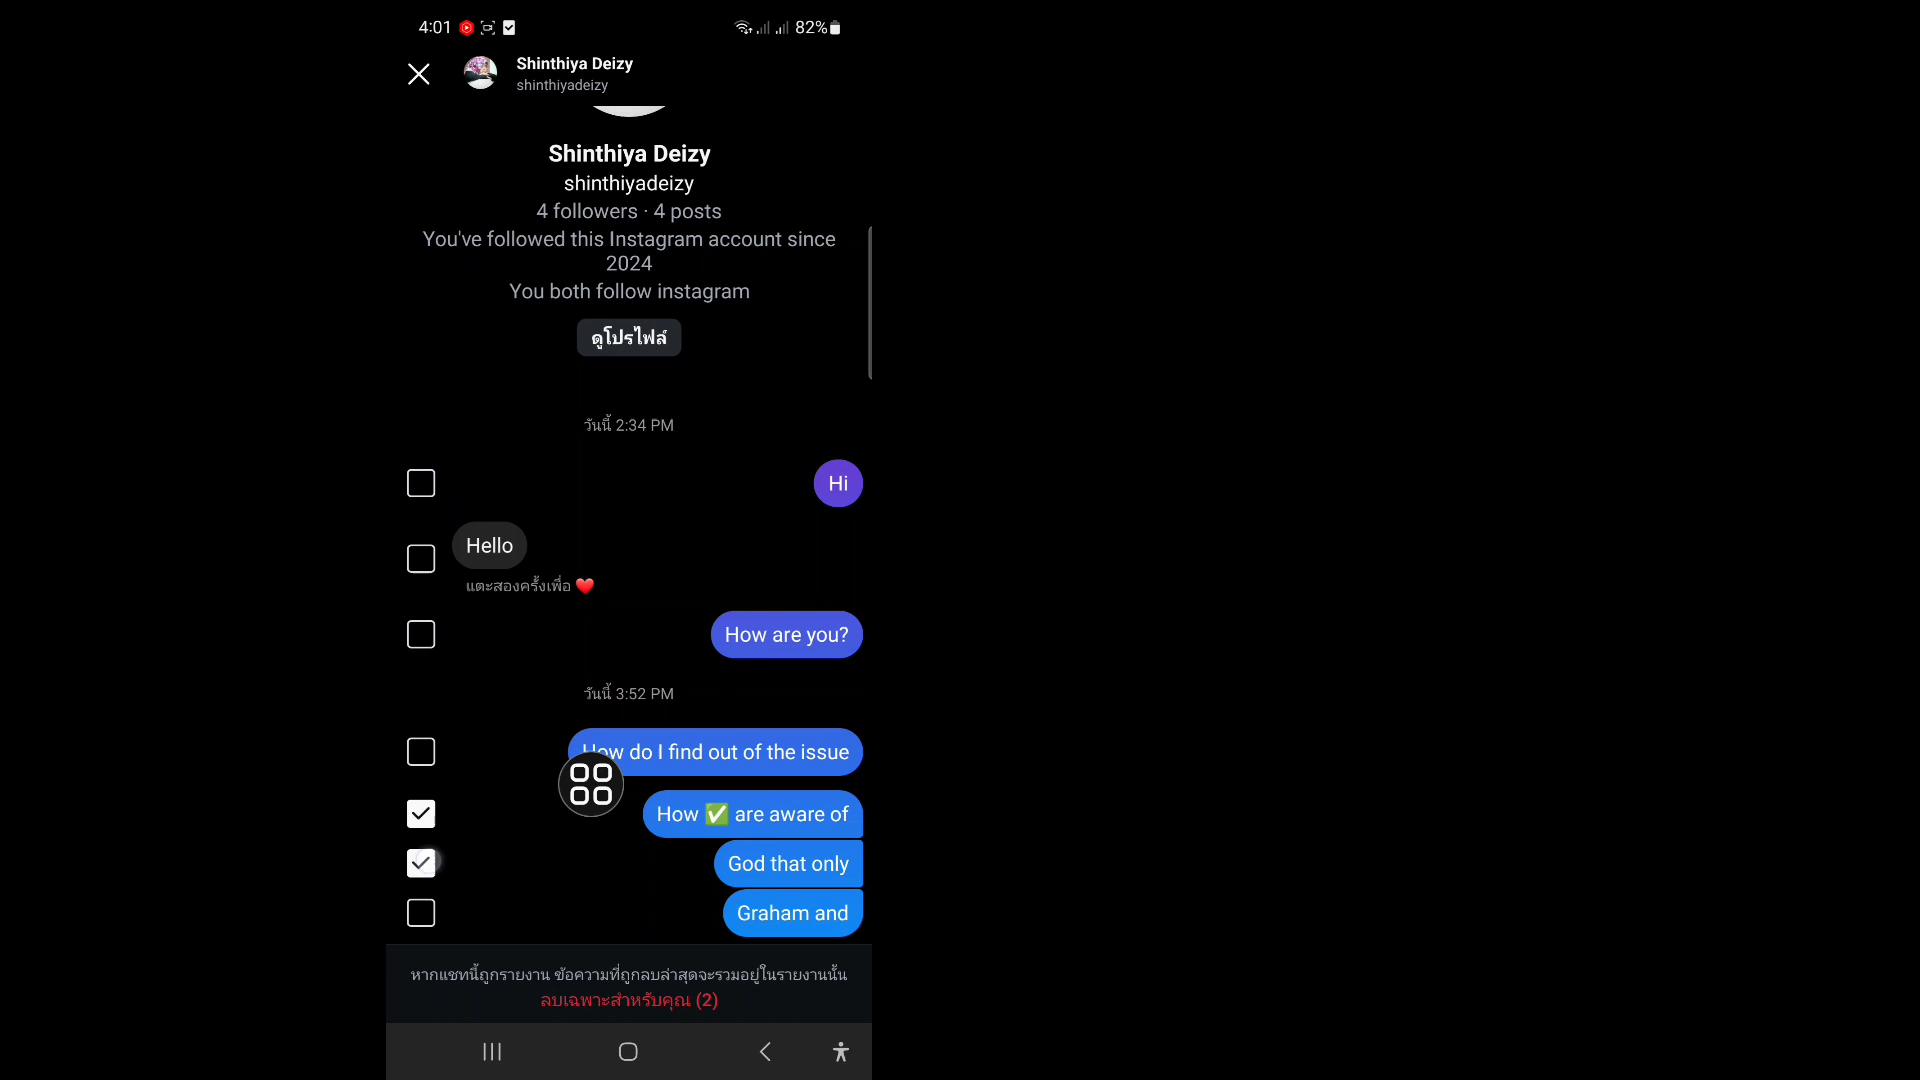 4:01
82%
Shinthiya Deizy
shinthiyadeizy
Shinthiya Deizy
shinthiyadeizy
4 followers · 4 posts
You've followed this Instagram account since
2024
You both follow instagram
ดูโปรไฟล์
วันนี้ 2:34 PM
Hi
Hello
แตะสองครั้งเพื่อ ❤️
How are you?
วันนี้ 3:52 PM
How do I find out of the issue
How ✅ are aware of
God that only
Graham and
หากแชทนี้ถูกรายงาน ข้อความที่ถูกลบล่าสุดจะรวมอยู่ในรายงานนั้น
ลบเฉพาะสำหรับคุณ (2)